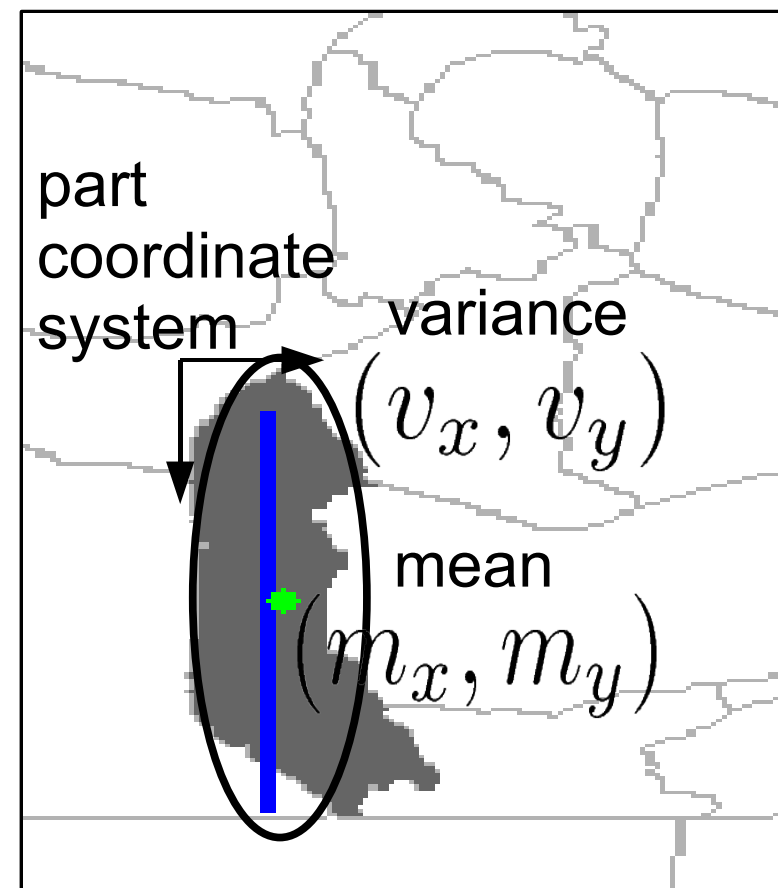 part
coordinate
system
variance
(v_x, v_y)
mean
(m_x, m_y)